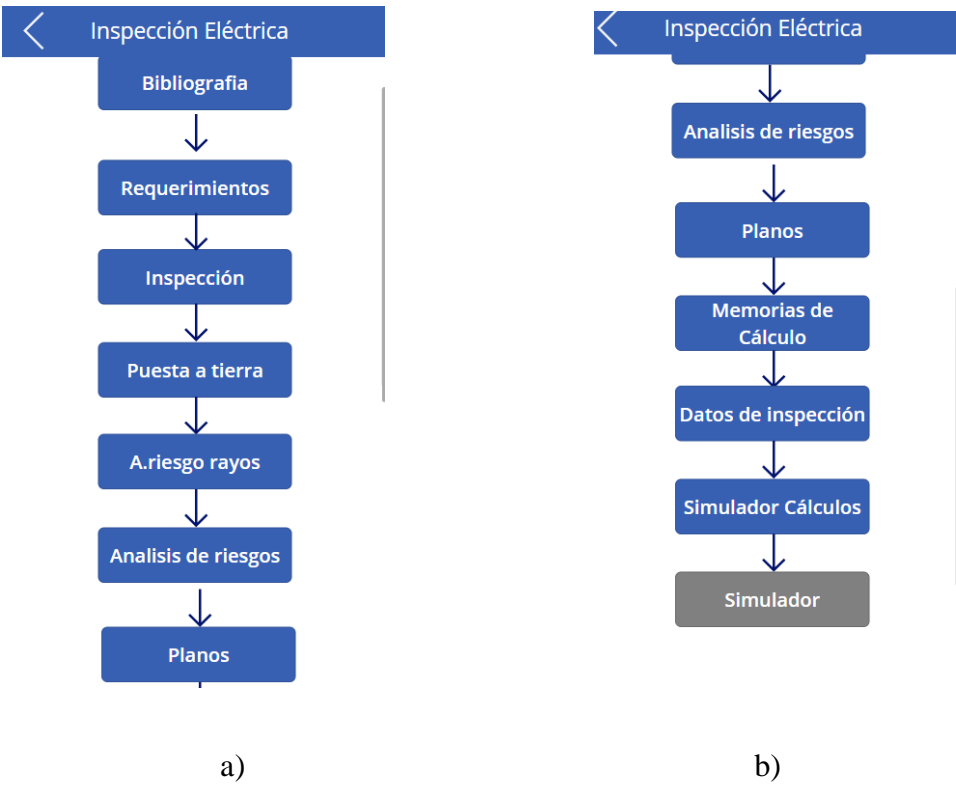 Inspección Eléctrica
Bibliografia
Requerimientos
Inspección
Puesta a tierra
A.riesgo rayos
Analisis de riesgos
Planos
a)
Inspección Eléctrica
Analisis de riesgos
Planos
Memorias de
Cálculo
Datos de inspección
Simulador Cálculos
Simulador
b)